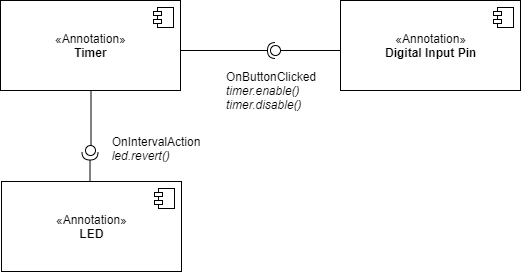 «Annotation»
Timer
«Annotation»
Digital Input Pin
OnButtonClicked
timer.enable()
timer.disable()
OnIntervalAction
led.revert()
«Annotation»
LED